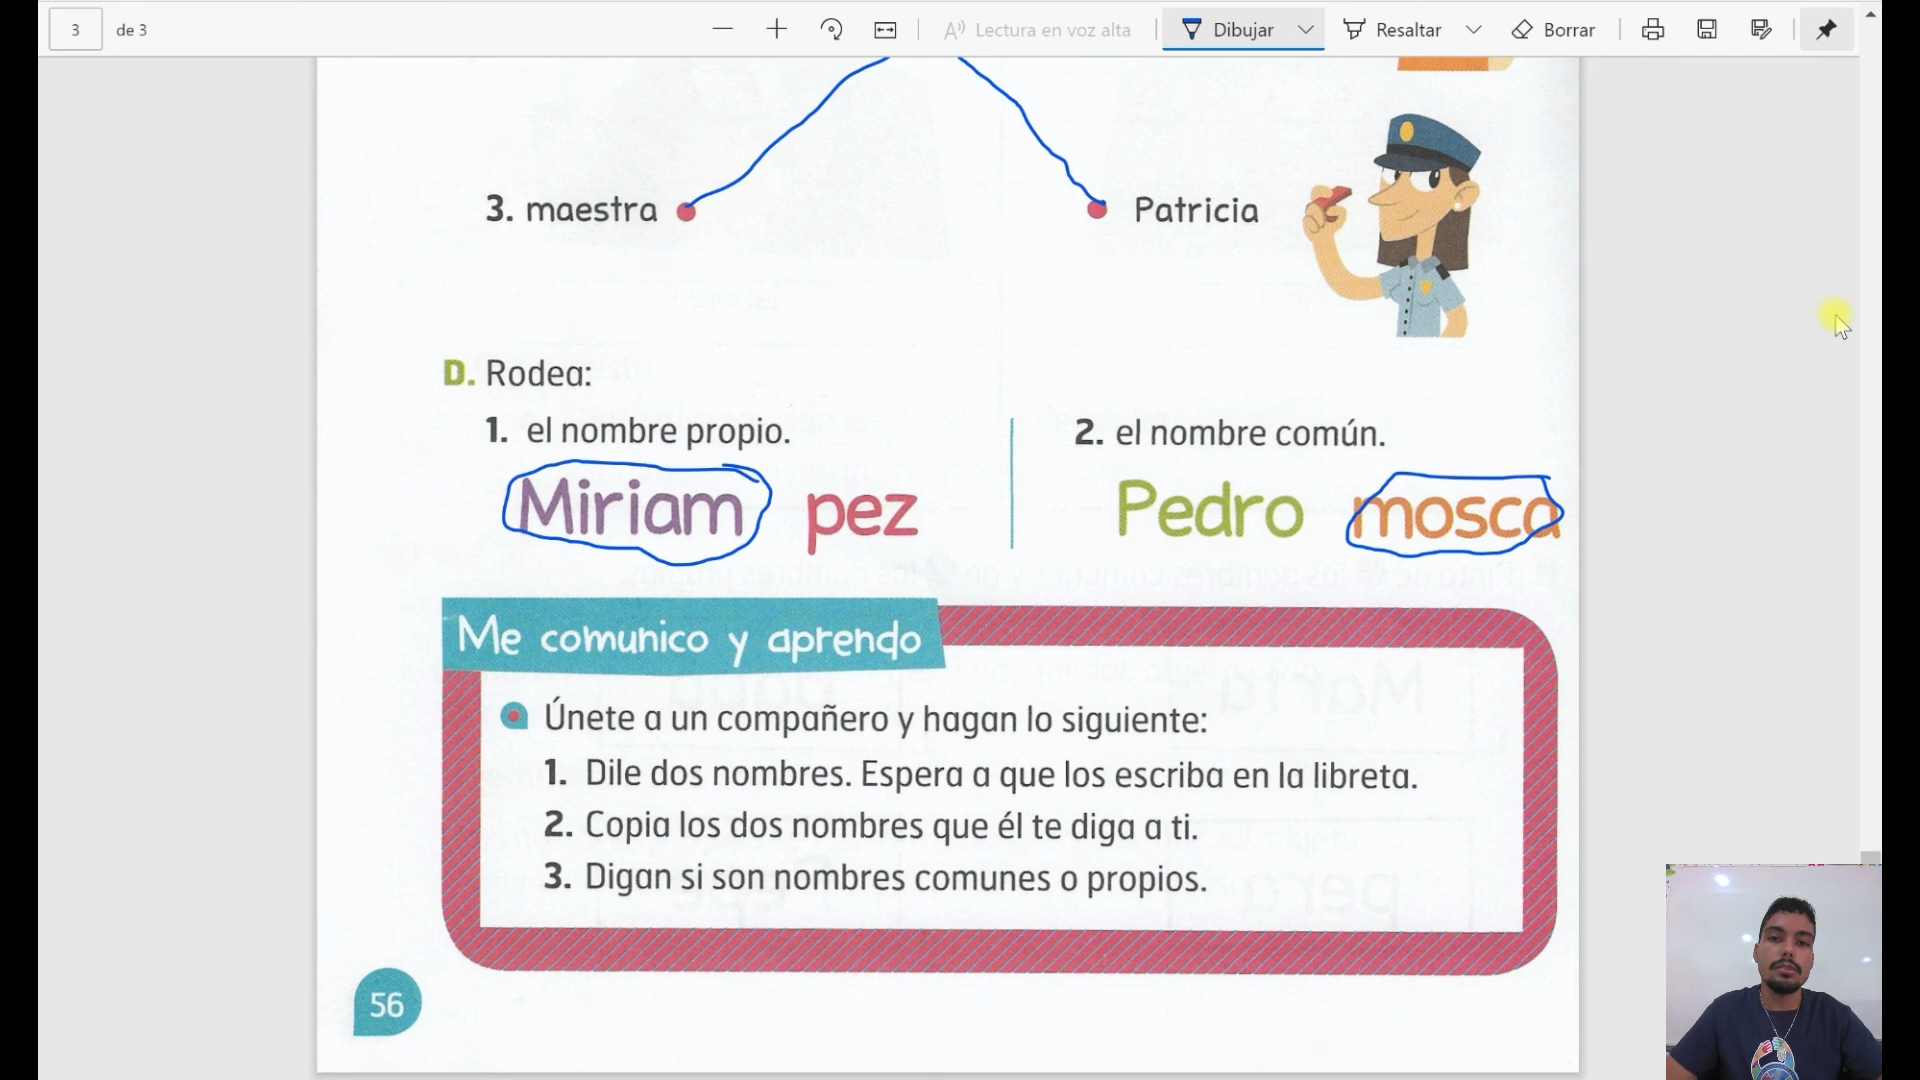 3 de 3 Lectura en voz alta Dibujar Resaltar Borrar
3. maestra Patricia
D. Rodea:
1. el nombre propio. 2. el nombre común.
Miriam pez Pedro mosca
Me comunico y aprendo
Únete a un compañero y hagan lo siguiente:
1. Dile dos nombres. Espera a que los escriba en la libreta.
2. Copia los dos nombres que él te diga a ti.
3. Digan si son nombres comunes o propios.
56